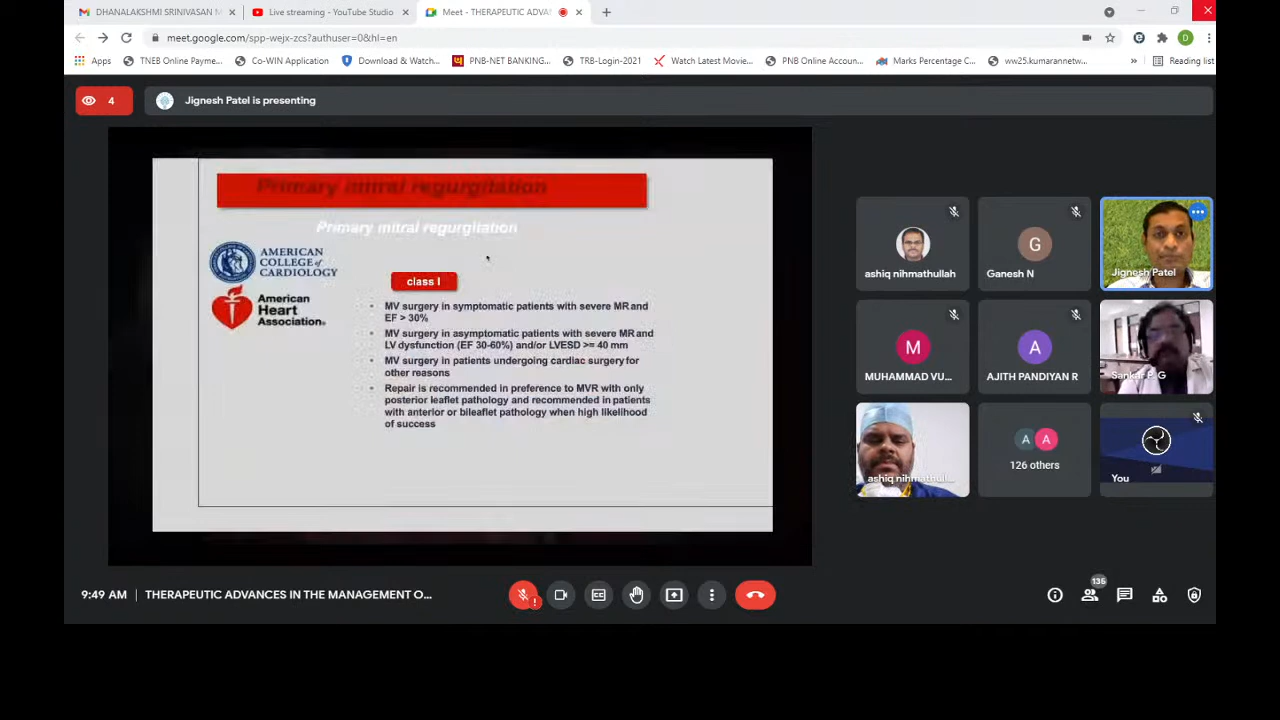 DHANALAKSHMI SRINIVASAN M
Live streaming - YouTube Studio
Meet - THERAPEUTIC ADVA
meet.google.com/spp-wejx-zcs?authuser=0&hl=en
Apps
TNEB Online Payme...
Co-WIN Application
Download & Watch...
PNB-NET BANKING...
TRB-Login-2021
Watch Latest Movie...
PNB Online Accoun...
Marks Percentage C...
ww25.kumarannetw...
»
Reading list
D
4
Jignesh Patel is presenting
Primary mitral regurgitation
Primary mitral regurgitation
AMERICAN
COLLEGE of
CARDIOLOGY
American
Heart
Association®
class I
• MV surgery in symptomatic patients with severe MR and
EF > 30%
• MV surgery in asymptomatic patients with severe MR and
LV dysfunction (EF 30-60%) and/or LVESD >= 40 mm
• MV surgery in patients undergoing cardiac surgery for
other reasons
• Repair is recommended in preference to MVR with only
posterior leaflet pathology and recommended in patients
with anterior or bileaflet pathology when high likelihood
of success
ashiq nihmathullah
G
Ganesh N
Jignesh Patel
M
MUHAMMAD VU...
A
AJITH PANDIYAN R
Sankar P. G
ashiq nihmathul...
A A
126 others
You
9:49 AM
THERAPEUTIC ADVANCES IN THE MANAGEMENT O...
CC
135